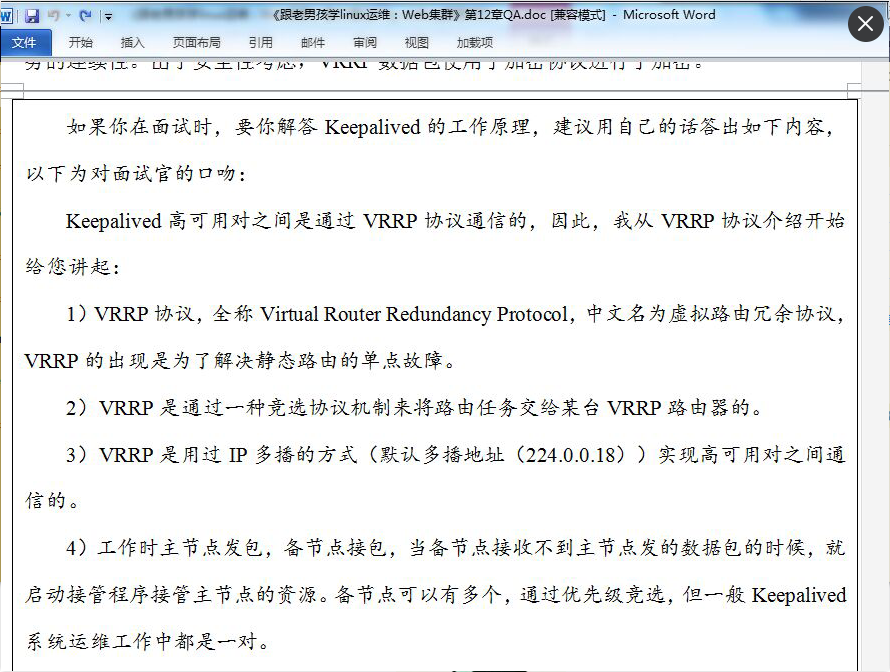 《跟老男孩学linux运维：Web集群》第12章QA.doc [兼容模式] - Microsoft Word
文件 开始 插入 页面布局 引用 邮件 审阅 视图 加载项
务的连续性。出于安全性考虑，VRRP 数据包使用了加密协议进行了加密。
如果你在面试时，要你解答 Keepalived 的工作原理，建议用自己的话答出如下内容，
以下为对面试官的口吻：
Keepalived 高可用对之间是通过 VRRP 协议通信的，因此，我从 VRRP 协议介绍开始
给您讲起：
1）VRRP 协议，全称 Virtual Router Redundancy Protocol，中文名为虚拟路由冗余协议，
VRRP 的出现是为了解决静态路由的单点故障。
2）VRRP 是通过一种竞选协议机制来将路由任务交给某台 VRRP 路由器的。
3）VRRP 是用过 IP 多播的方式（默认多播地址（224.0.0.18））实现高可用对之间通
信的。
4）工作时主节点发包，备节点接包，当备节点接收不到主节点发的数据包的时候，就
启动接管程序接管主节点的资源。备节点可以有多个，通过优先级竞选，但一般 Keepalived
系统运维工作中都是一对。